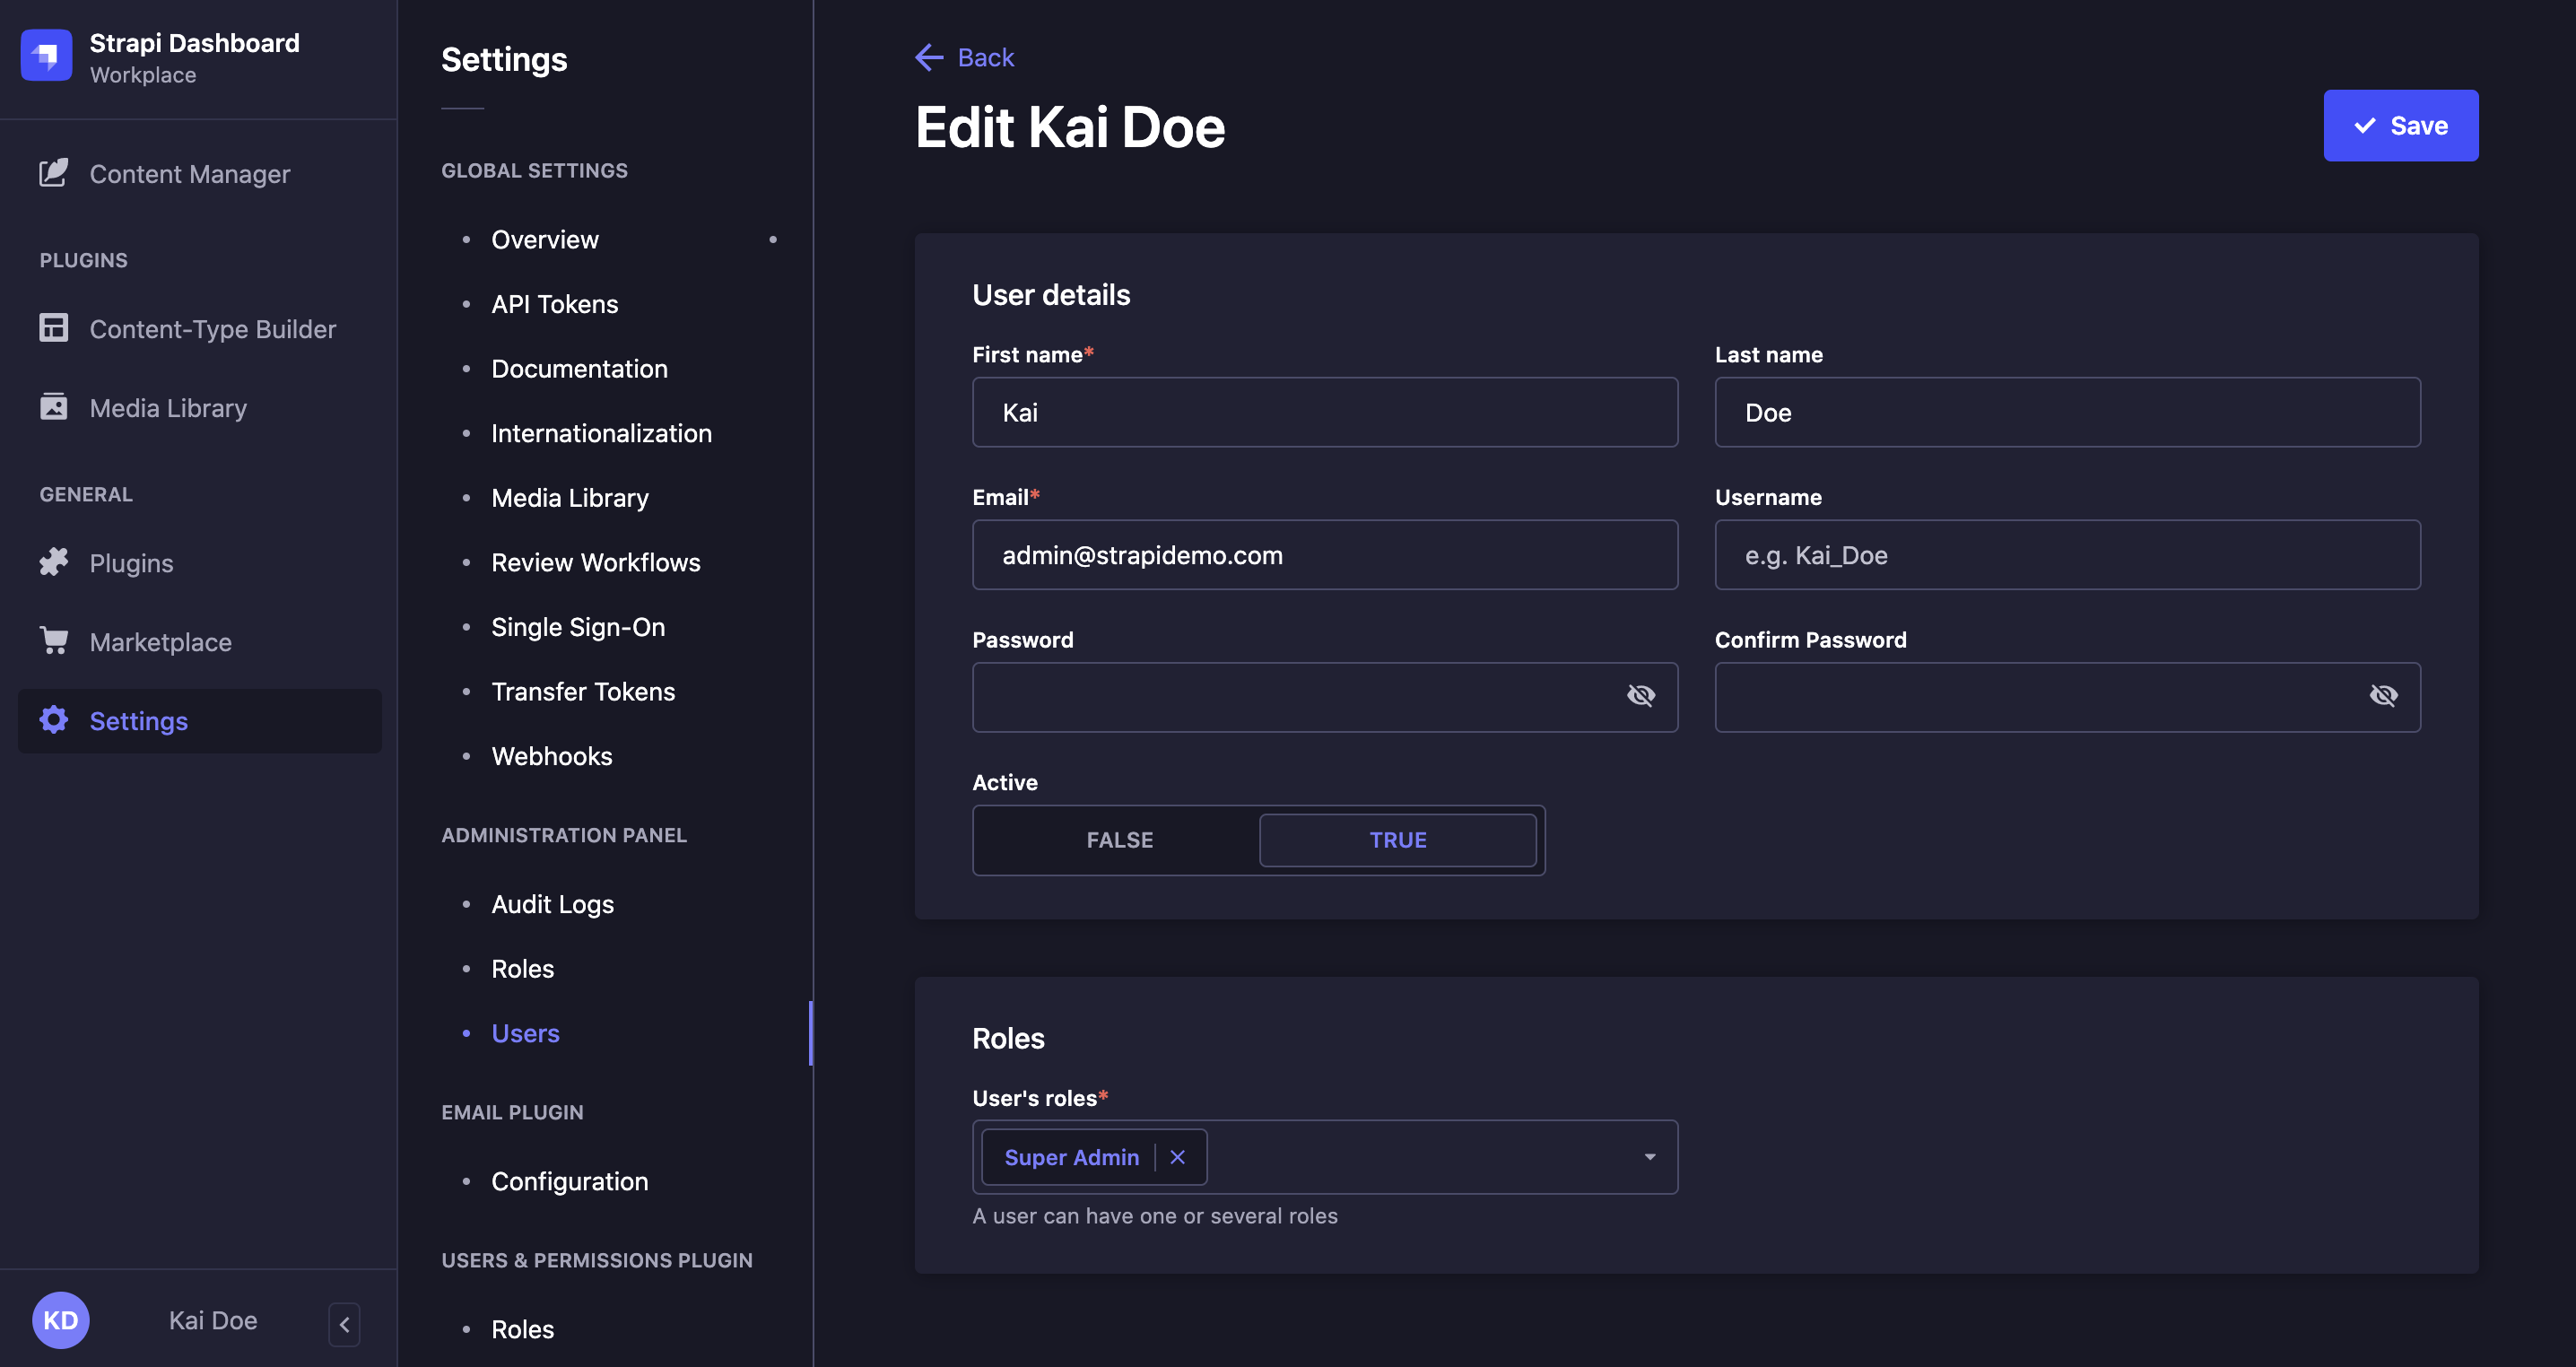 Strapi Dashboard
Workplace
Content Manager
PLUGINS
Content-Type Builder
Media Library
GENERAL
Plugins
Marketplace
Settings
KD
Kai Doe
Settings
GLOBAL SETTINGS
Overview
API Tokens
Documentation
Internationalization
Media Library
Review Workflows
Single Sign-On
Transfer Tokens
Webhooks
ADMINISTRATION PANEL
Audit Logs
Roles
Users
EMAIL PLUGIN
Configuration
USERS & PERMISSIONS PLUGIN
Roles
Back
Edit Kai Doe
Save
User details
First name*
Kai
Last name
Doe
Email*
admin@strapidemo.com
Username
e.g. Kai_Doe
Password
Confirm Password
Active
FALSE
TRUE
Roles
User's roles*
Super Admin
A user can have one or several roles